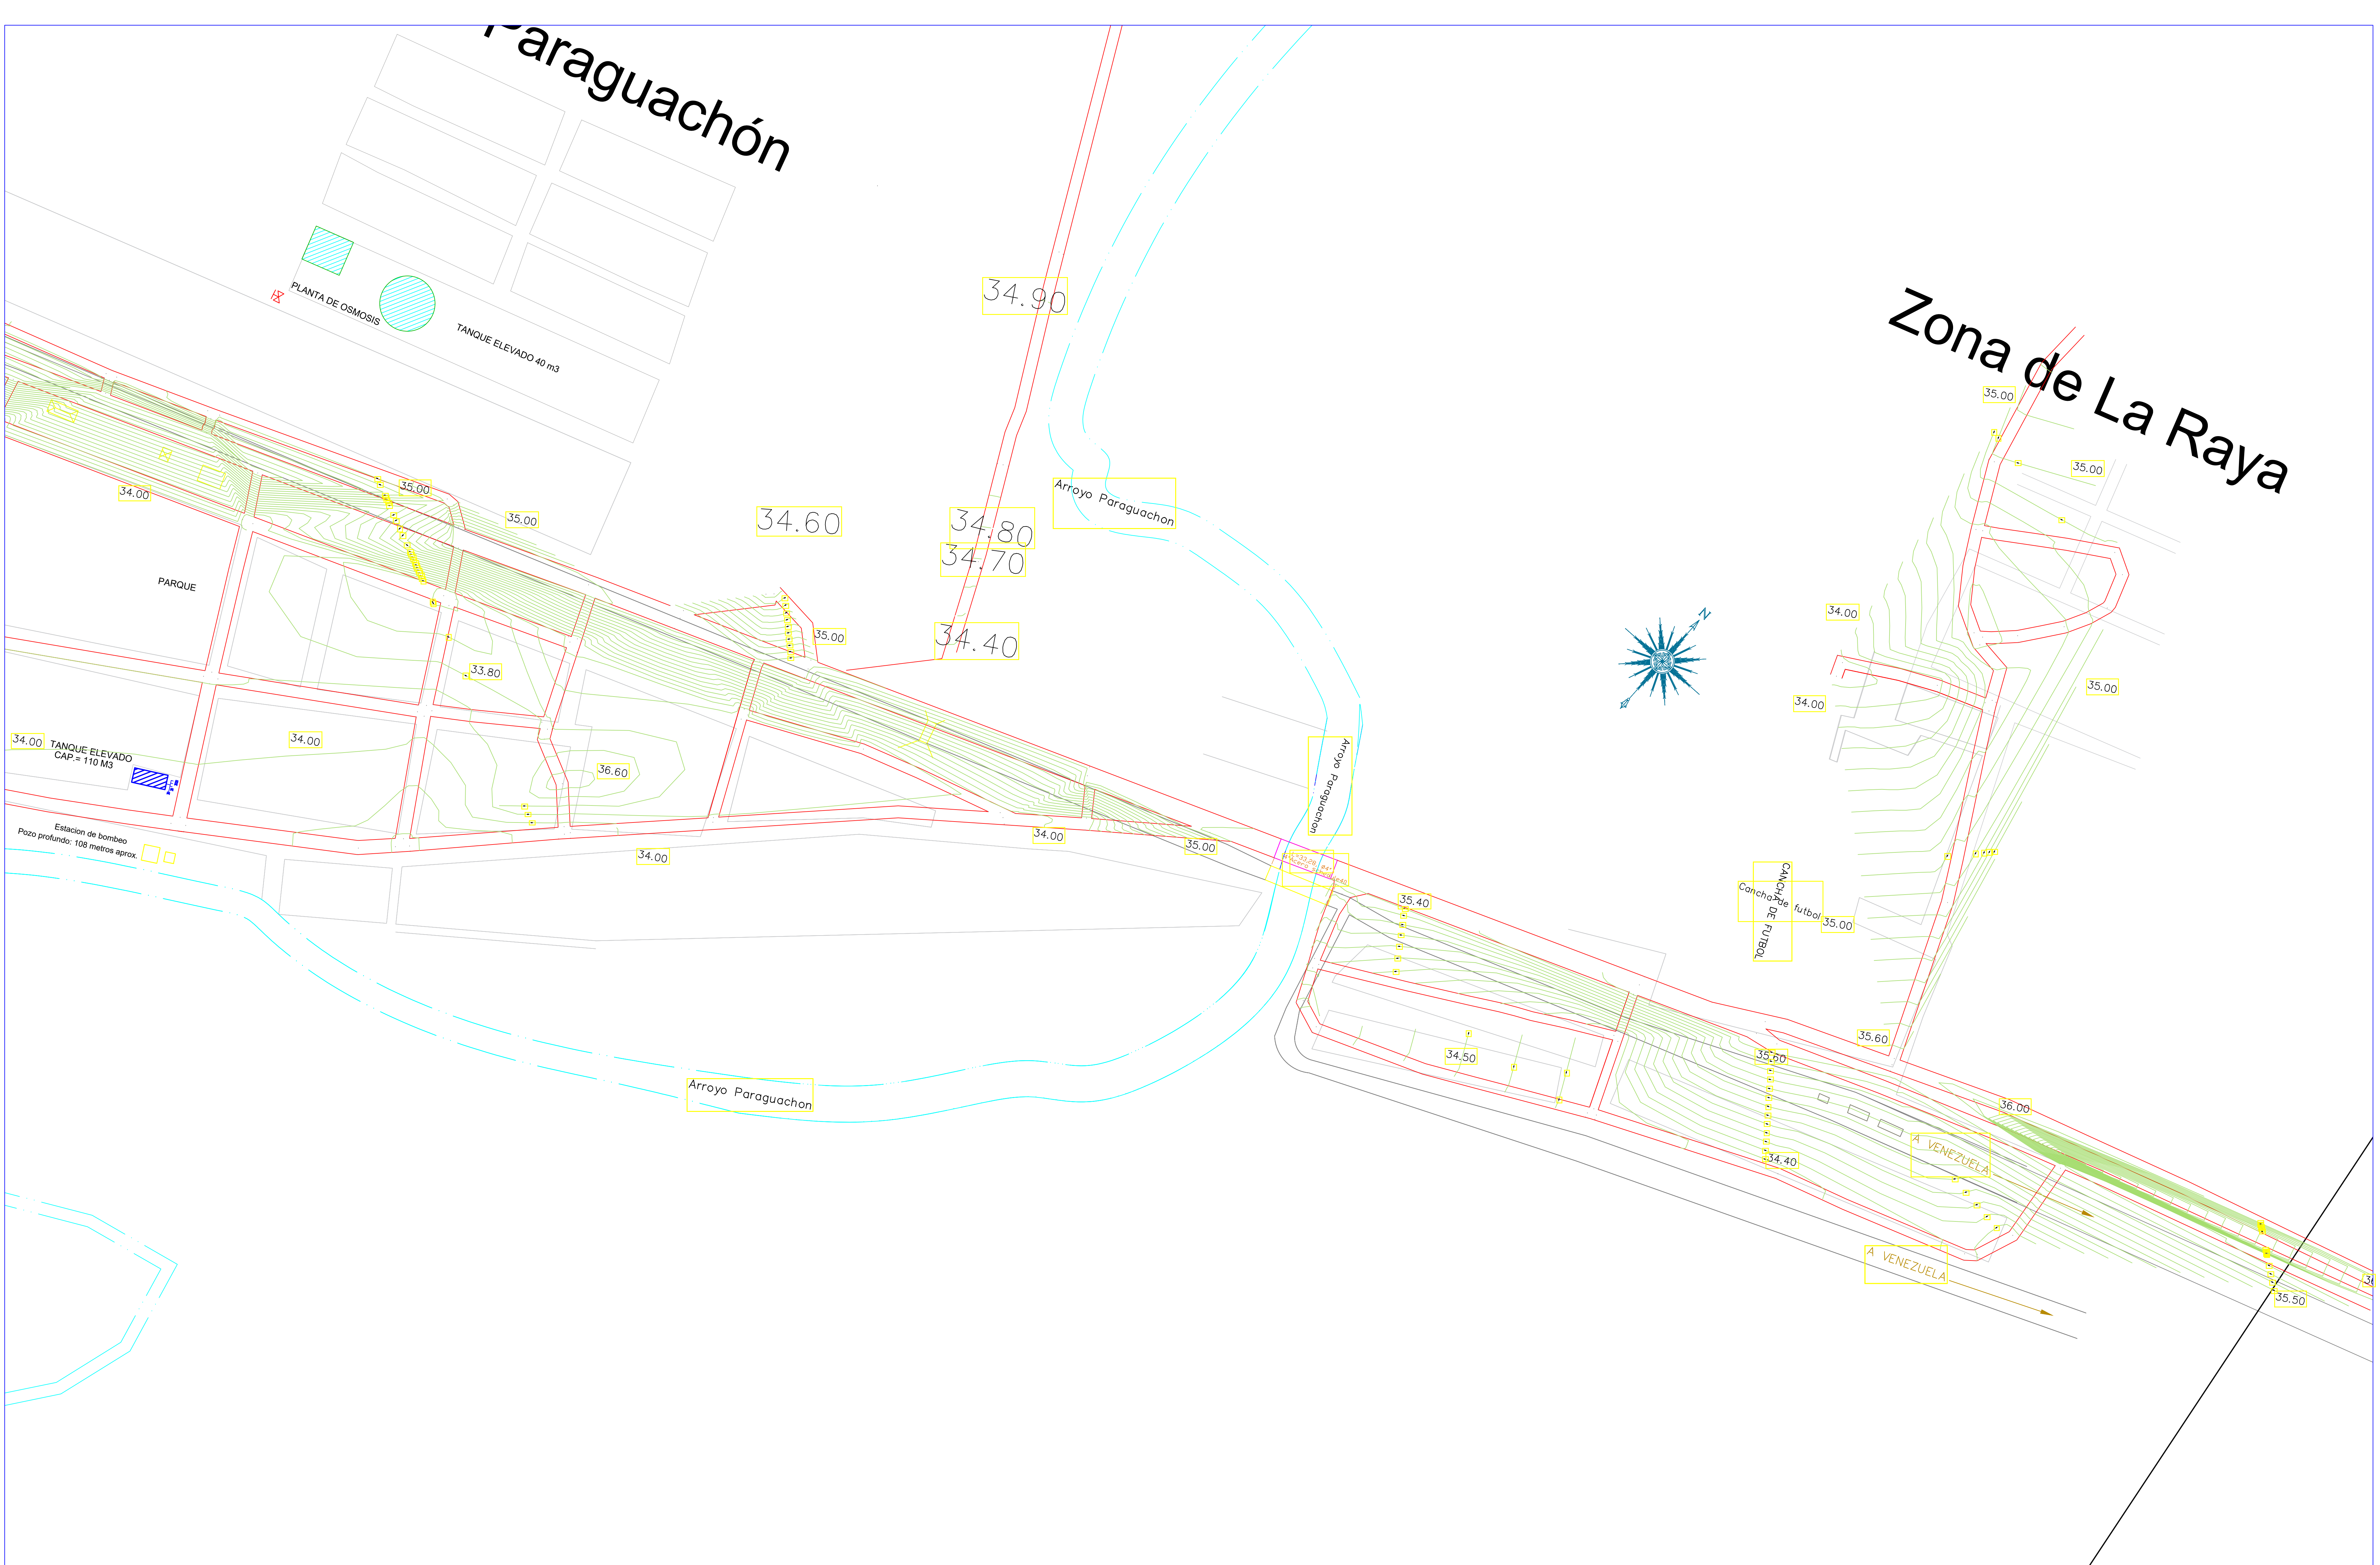 Paraguachón
Zona de La Raya
PLANTA DE OSMOSIS
TANQUE ELEVADO 40 m3
34.90
35.00
35.00
34.00
35.00
35.00
Arroyo Paraguachon
34.60
34.80
34.70
PARQUE
34.00
N
35.00
34.40
33.80
35.00
34.00
34.00
34.00
TANQUE ELEVADO
CAP.= 110 M3
36.60
Arroyo Paraguachon
Estacion de bombeo
Pozo profundo: 108 metros aprox.
34.00
34.00
35.00
35.40
Cancha de futbol
CANCHA DE FUTBOL
35.00
35.60
34.50
35.60
Arroyo Paraguachon
36.00
34.40
A VENEZUELA
A VENEZUELA
35.50